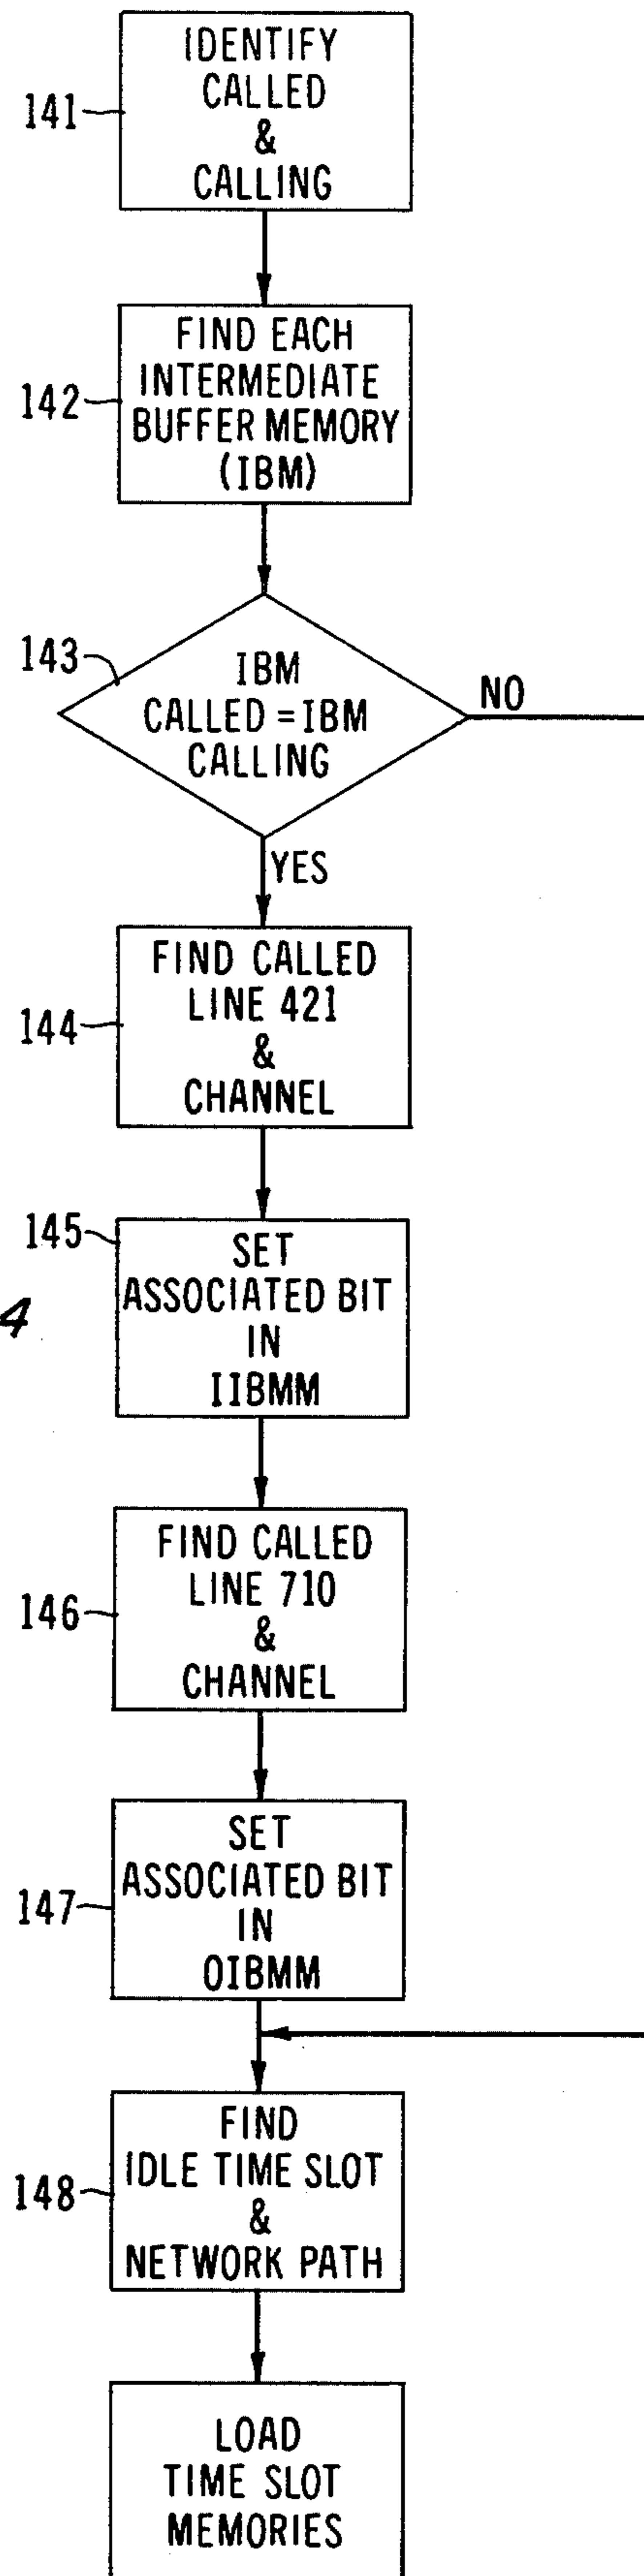 IDENTIFY
CALLED
&
CALLING
141
FIND EACH
INTERMEDIATE
BUFFER MEMORY
(IBM)
142
143
IBM
CALLED = IBM
CALLING
NO
YES
FIND CALLED
LINE 421
&
CHANNEL
144
145
SET
ASSOCIATED BIT
IN
IIBMM
4
FIND CALLED
LINE 710
&
CHANNEL
146
SET
ASSOCIATED BIT
IN
OIBMM
147
FIND
IDLE TIME SLOT
&
NETWORK PATH
148
LOAD
TIME SLOT
MEMORIES